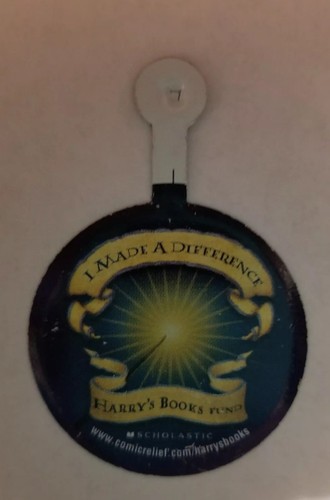 I MADE A DIFFERENCE
HARRY'S BOOKS FUND
SCHOLASTIC
www.comicrelief.com/harrysbooks